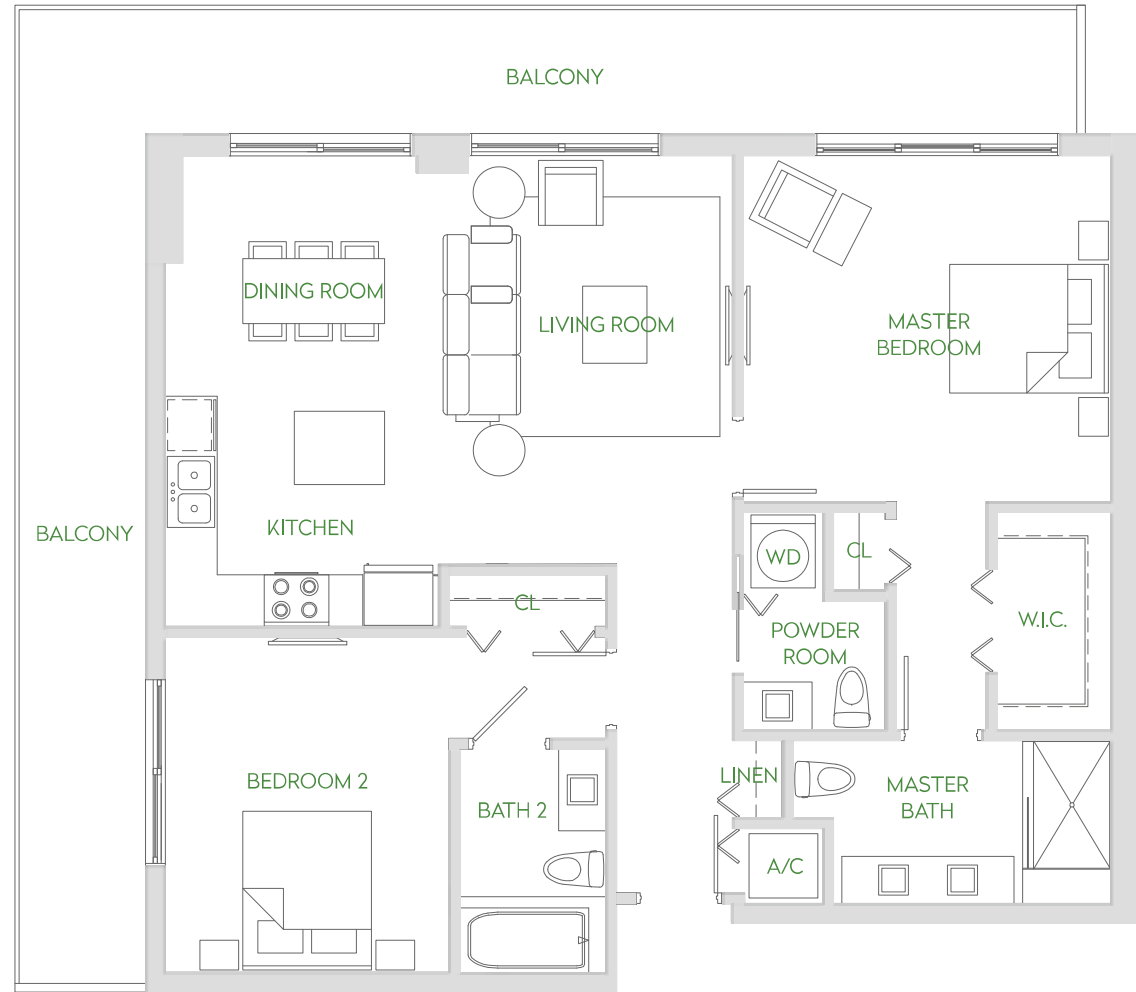 BALCONY
DINING ROOM
LIVING ROOM
MASTER
BEDROOM
BALCONY
KITCHEN
WD
CL
CL
W.I.C.
POWDER
ROOM
BEDROOM 2
BATH 2
LINEN
MASTER
BATH
A/C